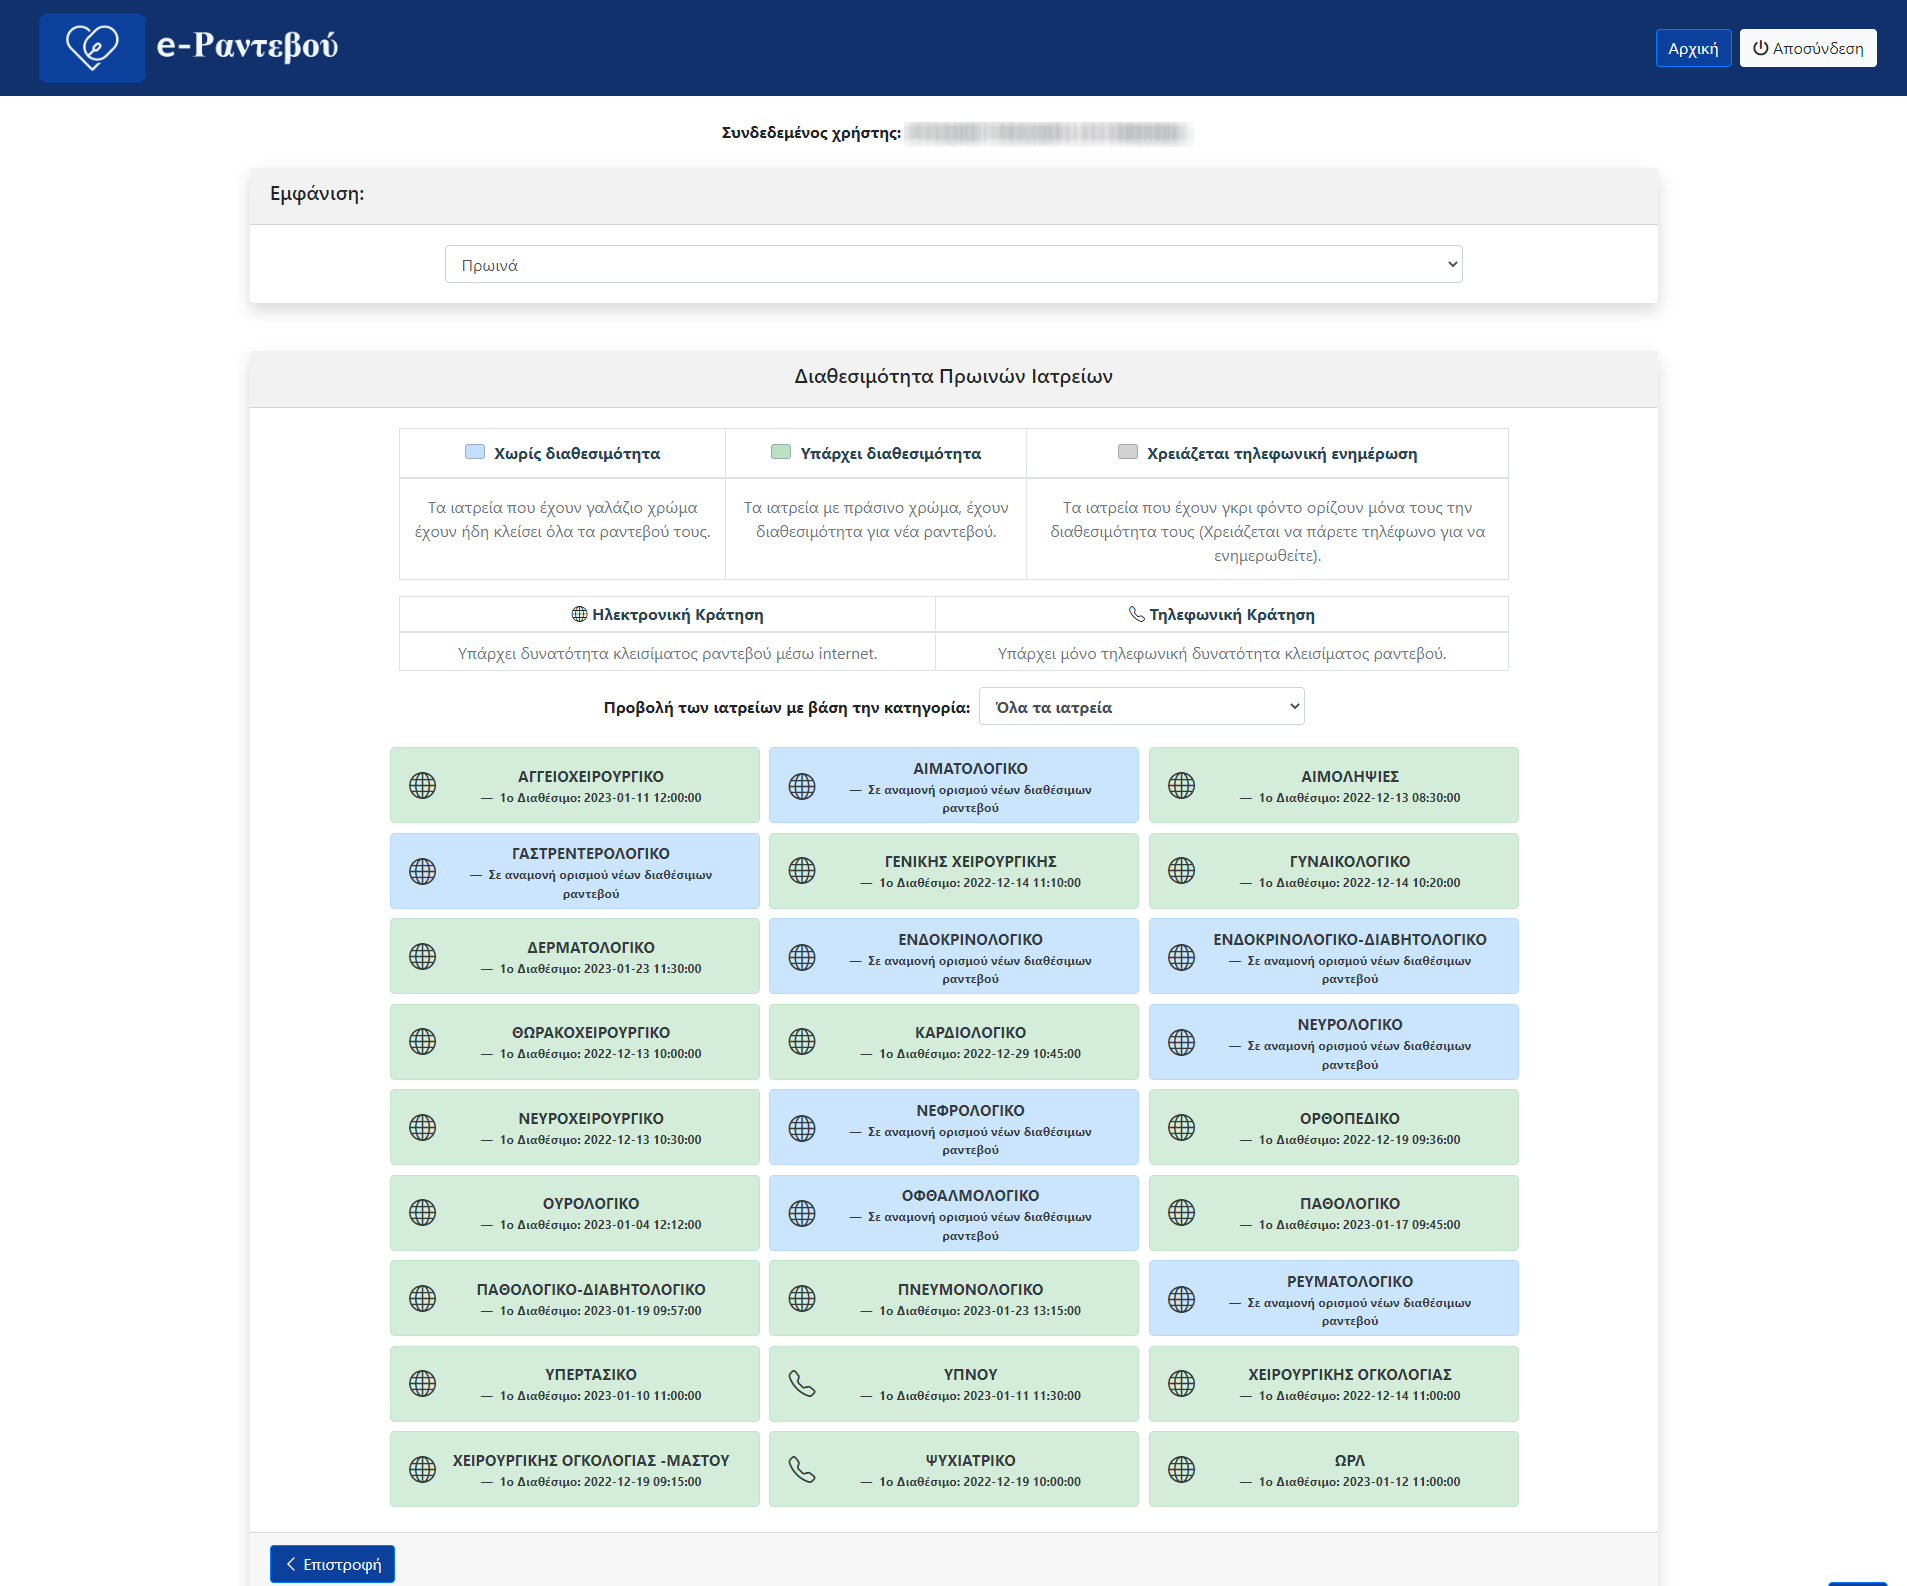 e-Ραντεβού
Αρχική
Αποσύνδεση
Συνδεδεμένος χρήστης:
Εμφάνιση:
Πρωινά
Διαθεσιμότητα Πρωινών Ιατρείων
Χωρίς διαθεσιμότητα
Υπάρχει διαθεσιμότητα
Χρειάζεται τηλεφωνική ενημέρωση
Τα ιατρεία που έχουν γαλάζιο χρώμα
έχουν ήδη κλείσει όλα τα ραντεβού τους.
Τα ιατρεία με πράσινο χρώμα, έχουν
διαθεσιμότητα για νέα ραντεβού.
Τα ιατρεία που έχουν γκρι φόντο ορίζουν μόνα τους την
διαθεσιμότητα τους (Χρειάζεται να πάρετε τηλέφωνο για να
ενημερωθείτε).
Ηλεκτρονική Κράτηση
Τηλεφωνική Κράτηση
Υπάρχει δυνατότητα κλεισίματος ραντεβού μέσω internet.
Υπάρχει μόνο τηλεφωνική δυνατότητα κλεισίματος ραντεβού.
Προβολή των ιατρείων με βάση την κατηγορία:
Όλα τα ιατρεία
ΑΓΓΕΙΟΧΕΙΡΟΥΡΓΙΚΟ
— 1ο Διαθέσιμο: 2023-01-11 12:00:00
ΑΙΜΑΤΟΛΟΓΙΚΟ
— Σε αναμονή ορισμού νέων διαθέσιμων
ραντεβού
ΑΙΜΟΛΗΨΙΕΣ
— 1ο Διαθέσιμο: 2022-12-13 08:30:00
ΓΑΣΤΡΕΝΤΕΡΟΛΟΓΙΚΟ
— Σε αναμονή ορισμού νέων διαθέσιμων
ραντεβού
ΓΕΝΙΚΗΣ ΧΕΙΡΟΥΡΓΙΚΗΣ
— 1ο Διαθέσιμο: 2022-12-14 11:10:00
ΓΥΝΑΙΚΟΛΟΓΙΚΟ
— 1ο Διαθέσιμο: 2022-12-14 10:20:00
ΔΕΡΜΑΤΟΛΟΓΙΚΟ
— 1ο Διαθέσιμο: 2023-01-23 11:30:00
ΕΝΔΟΚΡΙΝΟΛΟΓΙΚΟ
— Σε αναμονή ορισμού νέων διαθέσιμων
ραντεβού
ΕΝΔΟΚΡΙΝΟΛΟΓΙΚΟ-ΔΙΑΒΗΤΟΛΟΓΙΚΟ
— Σε αναμονή ορισμού νέων διαθέσιμων
ραντεβού
ΘΩΡΑΚΟΧΕΙΡΟΥΡΓΙΚΟ
— 1ο Διαθέσιμο: 2022-12-13 10:00:00
ΚΑΡΔΙΟΛΟΓΙΚΟ
— 1ο Διαθέσιμο: 2022-12-29 10:45:00
ΝΕΥΡΟΛΟΓΙΚΟ
— Σε αναμονή ορισμού νέων διαθέσιμων
ραντεβού
ΝΕΥΡΟΧΕΙΡΟΥΡΓΙΚΟ
— 1ο Διαθέσιμο: 2022-12-13 10:30:00
ΝΕΦΡΟΛΟΓΙΚΟ
— Σε αναμονή ορισμού νέων διαθέσιμων
ραντεβού
ΟΡΘΟΠΕΔΙΚΟ
— 1ο Διαθέσιμο: 2022-12-19 09:36:00
ΟΥΡΟΛΟΓΙΚΟ
— 1ο Διαθέσιμο: 2023-01-04 12:12:00
ΟΦΘΑΛΜΟΛΟΓΙΚΟ
— Σε αναμονή ορισμού νέων διαθέσιμων
ραντεβού
ΠΑΘΟΛΟΓΙΚΟ
— 1ο Διαθέσιμο: 2023-01-17 09:45:00
ΠΑΘΟΛΟΓΙΚΟ-ΔΙΑΒΗΤΟΛΟΓΙΚΟ
— 1ο Διαθέσιμο: 2023-01-19 09:57:00
ΠΝΕΥΜΟΝΟΛΟΓΙΚΟ
— 1ο Διαθέσιμο: 2023-01-23 13:15:00
ΡΕΥΜΑΤΟΛΟΓΙΚΟ
— Σε αναμονή ορισμού νέων διαθέσιμων
ραντεβού
ΥΠΕΡΤΑΣΙΚΟ
— 1ο Διαθέσιμο: 2023-01-10 11:00:00
ΥΠΝΟΥ
— 1ο Διαθέσιμο: 2023-01-11 11:30:00
ΧΕΙΡΟΥΡΓΙΚΗΣ ΟΓΚΟΛΟΓΙΑΣ
— 1ο Διαθέσιμο: 2022-12-14 11:00:00
ΧΕΙΡΟΥΡΓΙΚΗΣ ΟΓΚΟΛΟΓΙΑΣ -ΜΑΣΤΟΥ
— 1ο Διαθέσιμο: 2022-12-19 09:15:00
ΨΥΧΙΑΤΡΙΚΟ
— 1ο Διαθέσιμο: 2022-12-19 10:00:00
ΩΡΛ
— 1ο Διαθέσιμο: 2023-01-12 11:00:00
Επιστροφή